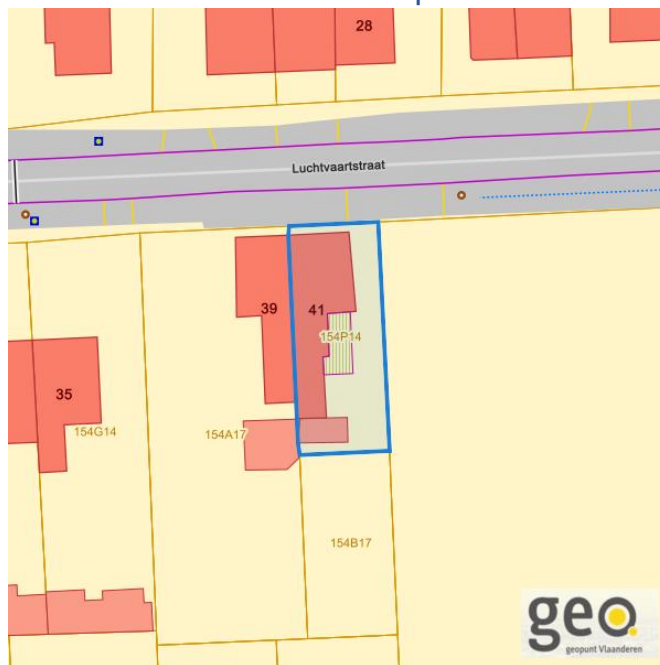 28
Luchtvaartstraat
39
41
154P14
35
154G14
154A17
154B17
geo
geopunt Vlaanderen